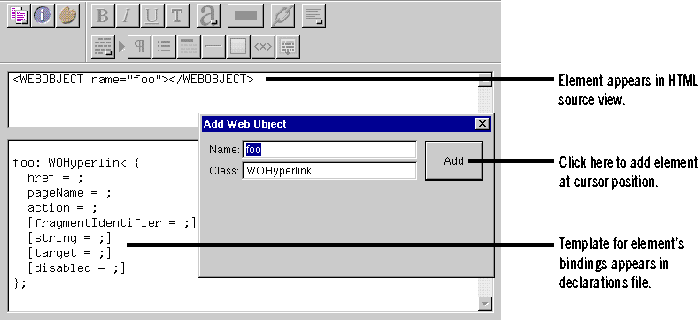 B I U T a
<WEBOBJECT name="foo"></WEBOBJECT>
Element appears in HTML
source view.
Add Web Object
Name: foo
Class: WOHyperlink
Add
Click here to add element
at cursor position.
foo: WOHyperlink {
href = ;
pageName = ;
action = ;
[fragmentIdentifier = ;]
[string = ;]
[target = ;]
[disabled = ;]
};
Template for element's
bindings appears in
declarations file.